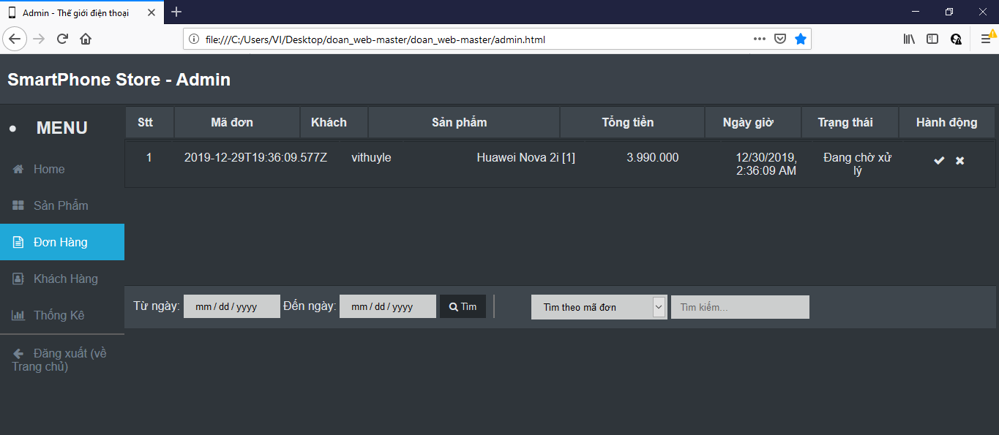 Admin - Thế giới điện thoại
file:///C:/Users/VI/Desktop/doan_web-master/doan_web-master/admin.html
SmartPhone Store - Admin
MENU
Home
Sản Phẩm
Đơn Hàng
Khách Hàng
Thống Kê
Đăng xuất (về
Trang chủ)
Stt Mã đơn Khách Sản phẩm Tổng tiền Ngày giờ Trạng thái Hành động
1 2019-12-29T19:36:09.577Z vithuyle Huawei Nova 2i [1] 3.990.000 12/30/2019, Đang chờ xử
2:36:09 AM lý
Từ ngày: mm / dd / yyyy Đến ngày: mm / dd / yyyy Tìm Tìm theo mã đơn Tìm kiếm...